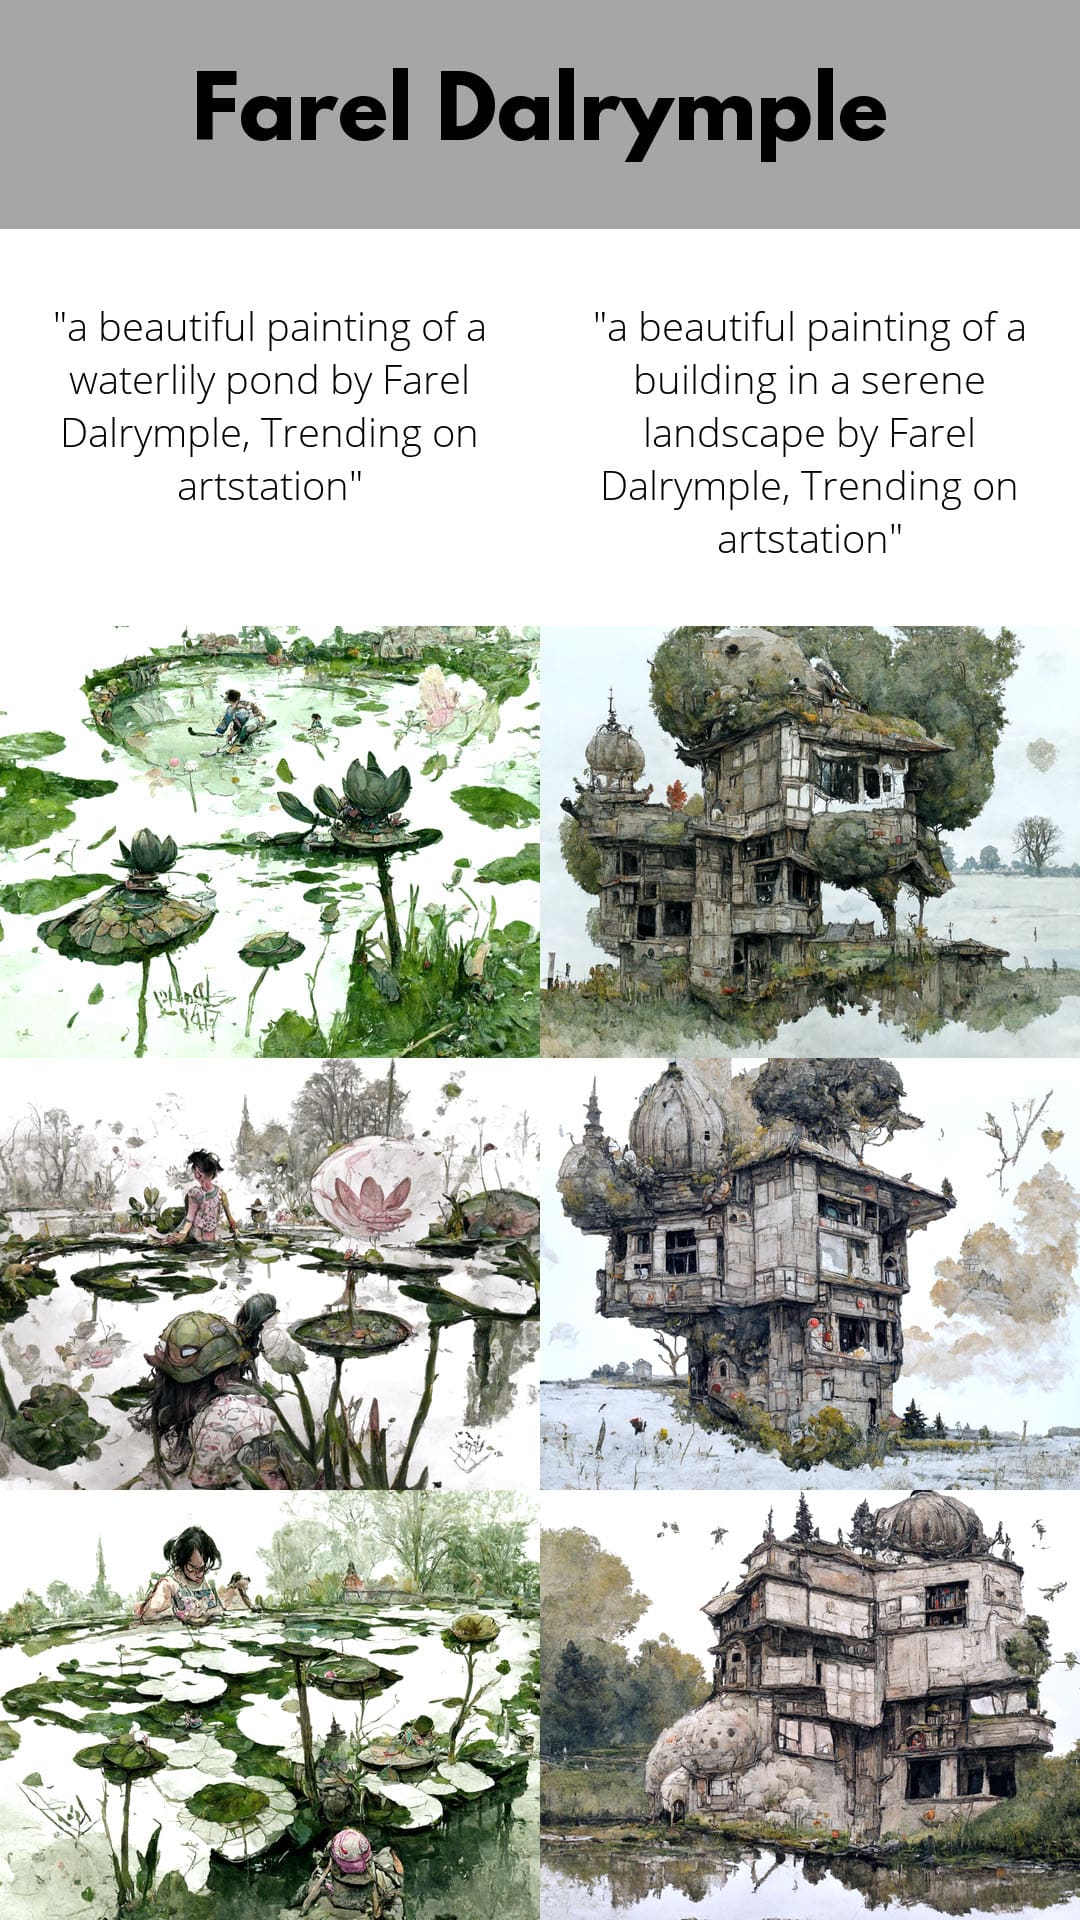 Farel Dalrymple
"a beautiful painting of a
waterlily pond by Farel
Dalrymple, Trending on
artstation"
"a beautiful painting of a
building in a serene
landscape by Farel
Dalrymple, Trending on
artstation"